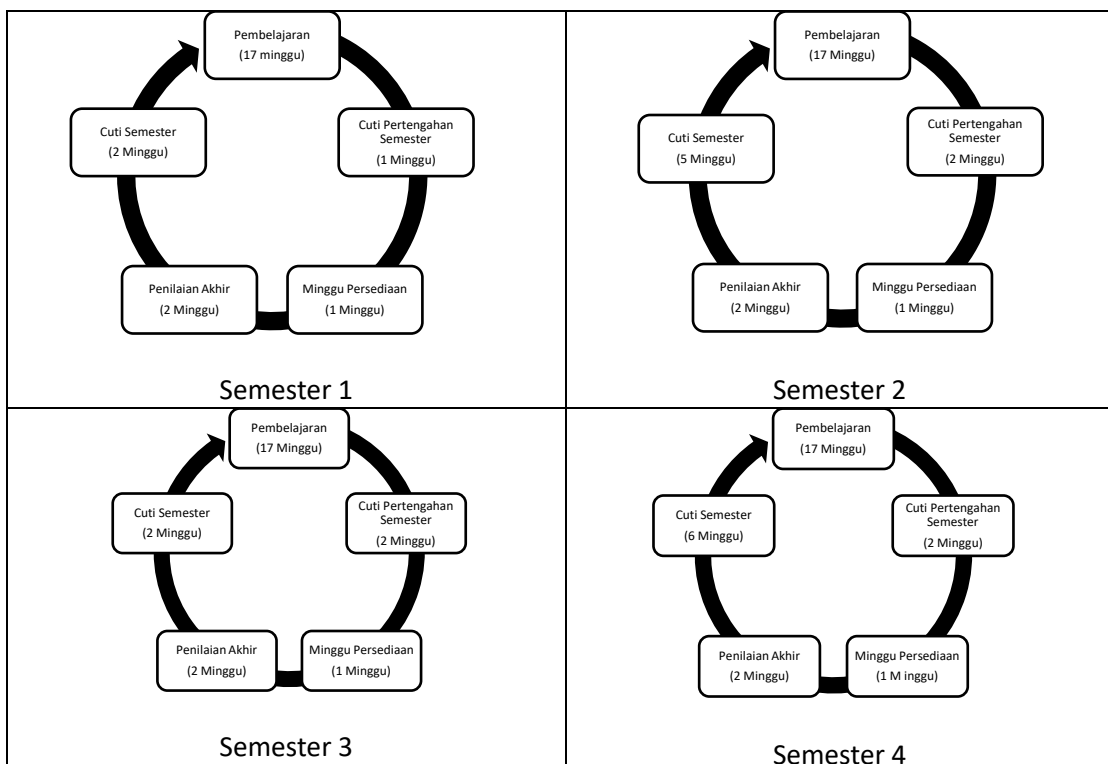 Pembelajaran
(17 minggu)
Cuti Pertengahan
Semester
(1 Minggu)
Minggu Persediaan
(1 Minggu)
Penilaian Akhir
(2 Minggu)
Cuti Semester
(2 Minggu)
Semester 1
Pembelajaran
(17 Minggu)
Cuti Pertengahan
Semester
(2 Minggu)
Minggu Persediaan
(1 Minggu)
Penilaian Akhir
(2 Minggu)
Cuti Semester
(5 Minggu)
Semester 2
Pembelajaran
(17 Minggu)
Cuti Pertengahan
Semester
(2 Minggu)
Minggu Persediaan
(1 Minggu)
Penilaian Akhir
(2 Minggu)
Cuti Semester
(2 Minggu)
Semester 3
Pembelajaran
(17 Minggu)
Cuti Pertengahan
Semester
(2 Minggu)
Minggu Persediaan
(1 M inggu)
Penilaian Akhir
(2 Minggu)
Cuti Semester
(6 Minggu)
Semester 4